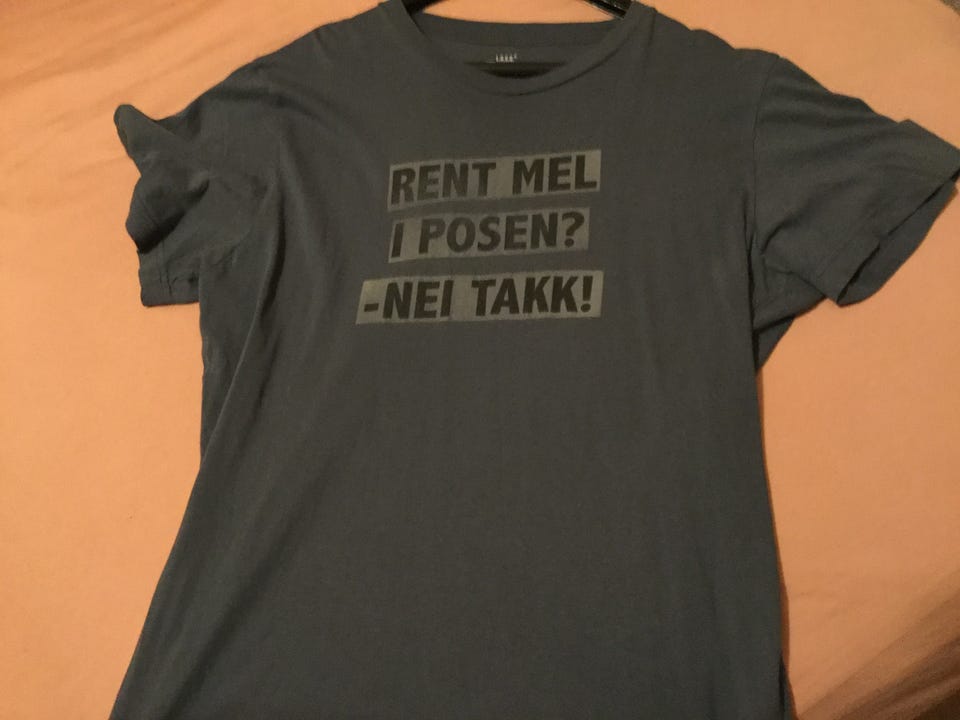 RENT MEL
I POSEN?
-NEI TAKK!